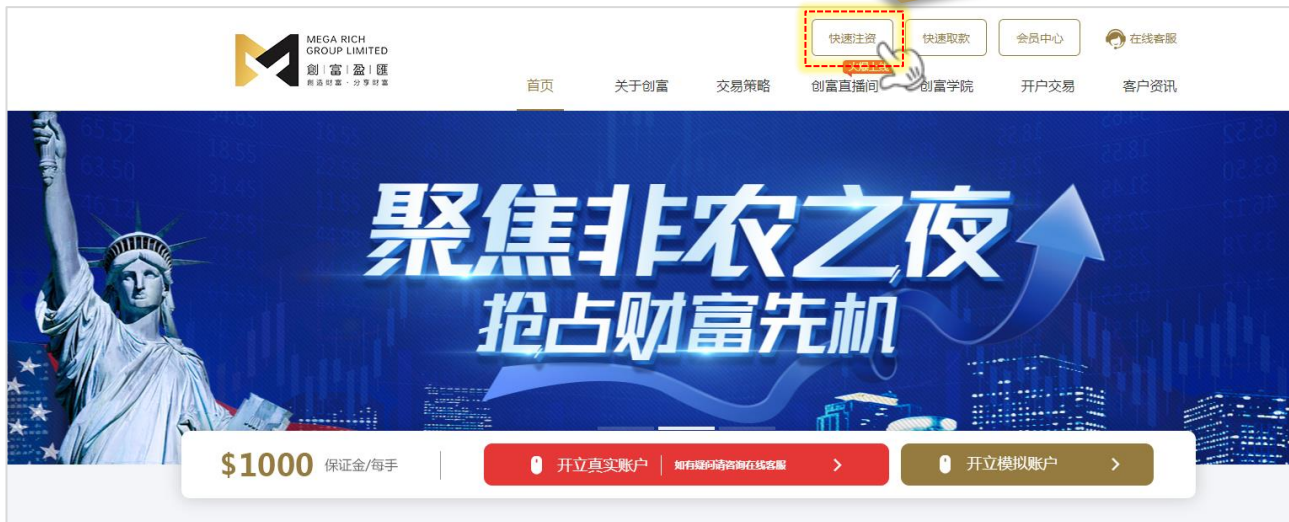 MEGA RICH
GROUP LIMITED
創|富|盈|匯
創造財富·分享財富
快速注资
快速取款
会员中心
在线客服
首页
关于创富
交易策略
创富直播间
创富学院
开户交易
客户资讯
聚焦非农之夜
抢占财富先机
$1000 保证金/每手
开立真实账户 | 如有疑问请咨询在线客服 >
开立模拟账户 >